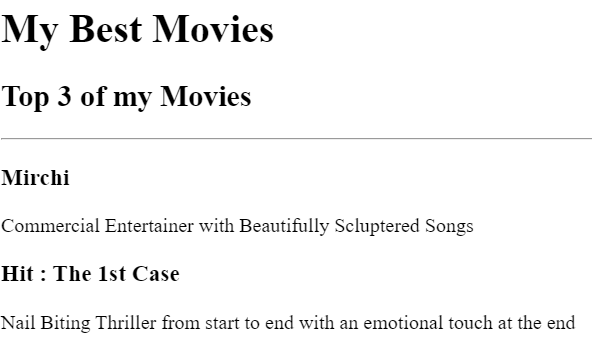 My Best Movies
Top 3 of my Movies
Mirchi
Commercial Entertainer with Beautifully Scluptered Songs
Hit : The 1st Case
Nail Biting Thriller from start to end with an emotional touch at the end